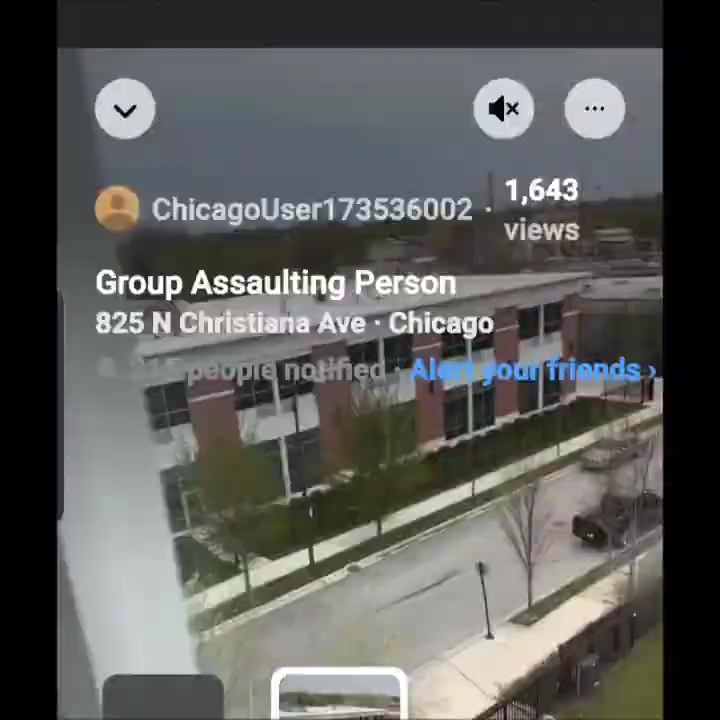 ChicagoUser173536002 ·
1,643
views
Group Assaulting Person
825 N Christiana Ave · Chicago
people notified · Alert your friends ›